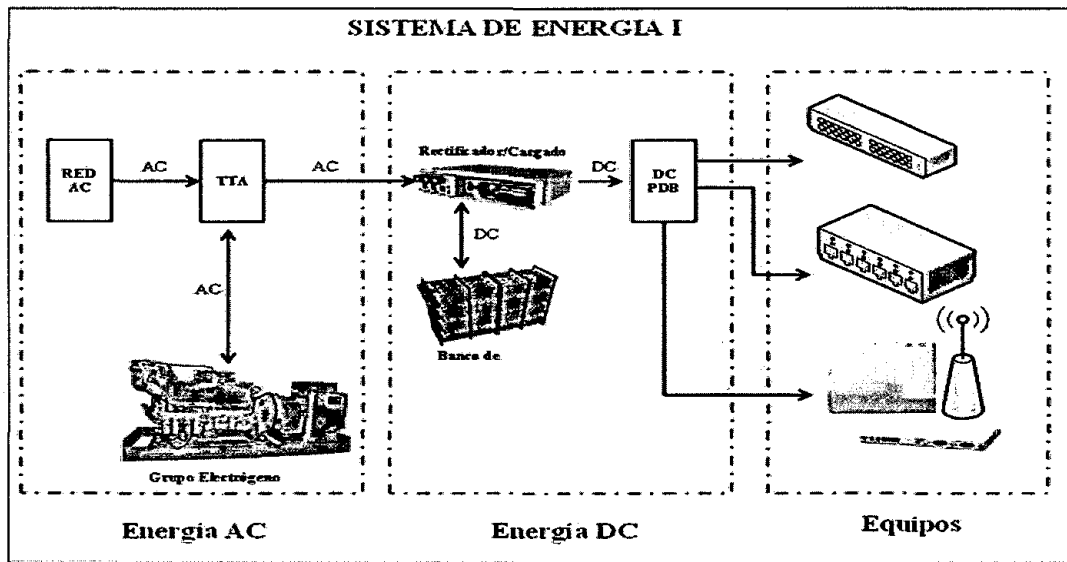 SISTEMA DE ENERGIA I
RED
AC
AC
TTA
AC
AC
Grupo Electrógeno
Energía AC
Rectificador/Cargado
DC
DC
PDB
DC
Banco de
Energía DC
Equipos